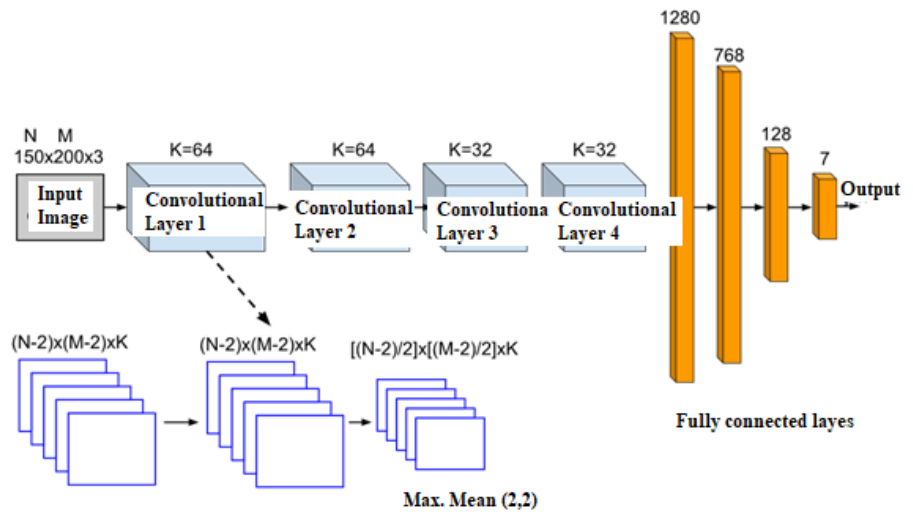 1280
768
128
7
N M
150x200x3
K=64
K=64
K=32
K=32
Input
Image
Convolutional
Layer 1
Convolutional
Layer 2
Convolutiona
Layer 3
Convolutional
Layer 4
Output
(N-2)x(M-2)xK
(N-2)x(M-2)xK
[(N-2)/2]x[(M-2)/2]xK
Fully connected layes
Max. Mean (2,2)